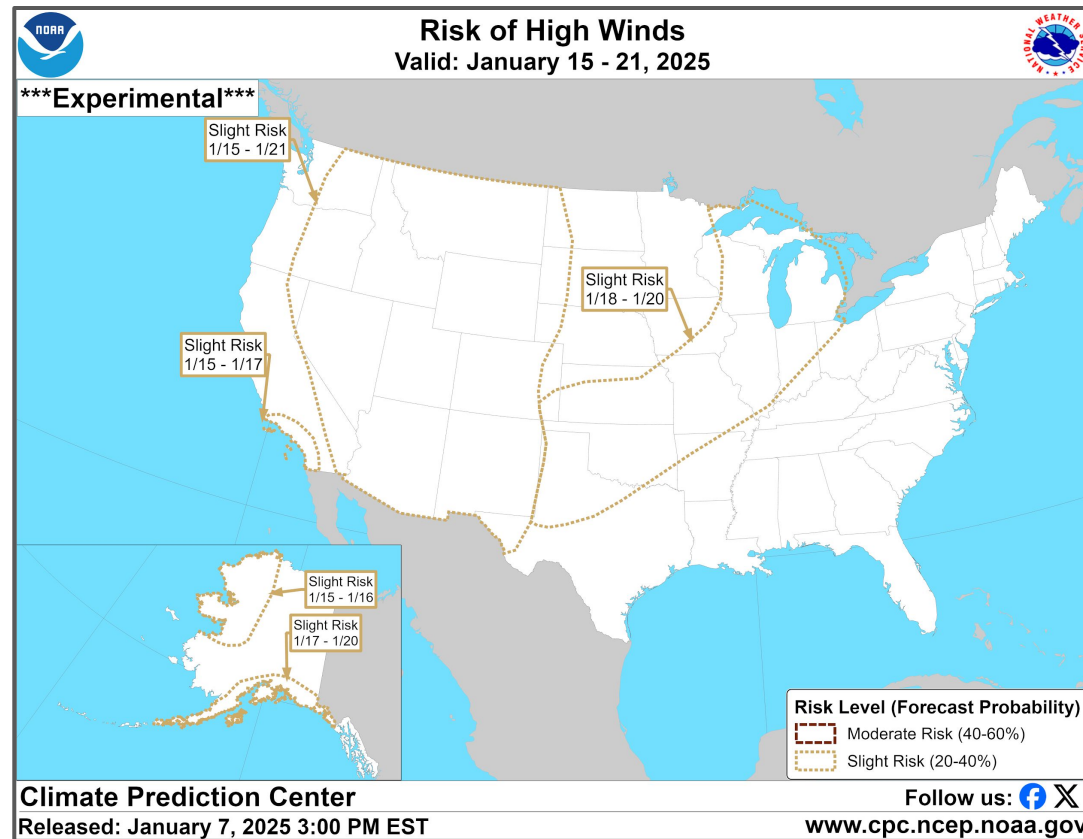 NOAA
Risk of High Winds
Valid: January 15 - 21, 2025
NATIONAL WEATHER SERVICE
***Experimental***
Slight Risk
1/15 - 1/21
Slight Risk
1/18 - 1/20
Slight Risk
1/15 - 1/17
Slight Risk
1/15 - 1/16
Slight Risk
1/17 - 1/20
Risk Level (Forecast Probability)
Moderate Risk (40-60%)
Slight Risk (20-40%)
Climate Prediction Center
Follow us:
Released: January 7, 2025 3:00 PM EST
www.cpc.ncep.noaa.gov